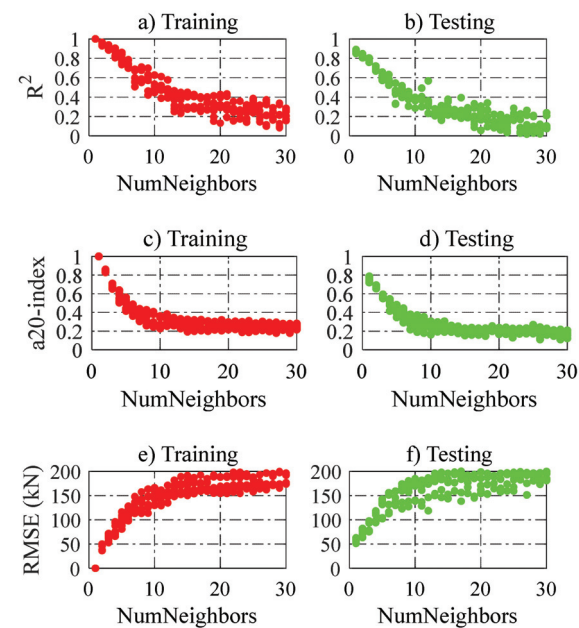 a) Training
b) Testing
R²
1
0.8
0.6
0.4
0.2
0
0 10 20 30
NumNeighbors
1
0.8
0.6
0.4
0.2
0
0 10 20 30
NumNeighbors
c) Training
d) Testing
a20-index
1
0.8
0.6
0.4
0.2
0
0 10 20 30
NumNeighbors
1
0.8
0.6
0.4
0.2
0
0 10 20 30
NumNeighbors
e) Training
f) Testing
RMSE (kN)
200
150
100
50
0
0 10 20 30
NumNeighbors
200
150
100
50
0
0 10 20 30
NumNeighbors